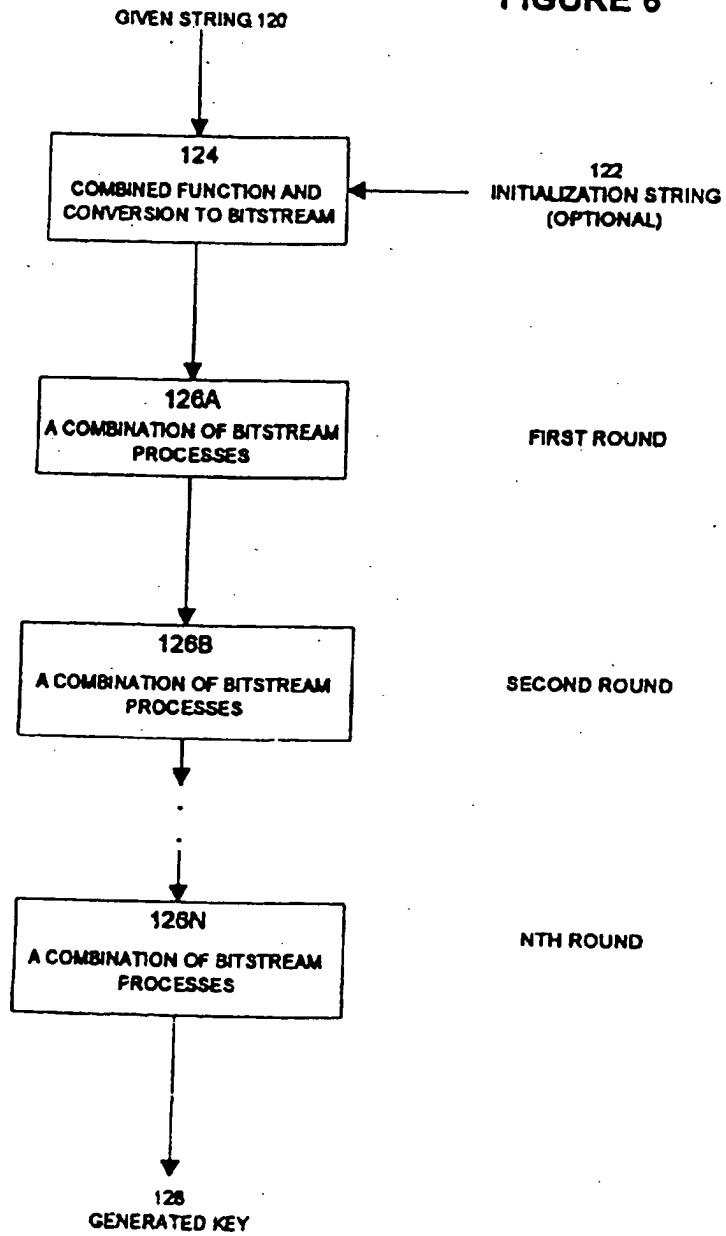 FIGURE 6
GIVEN STRING 120
124
COMBINED FUNCTION AND
CONVERSION TO BITSTREAM
122
INITIALIZATION STRING
(OPTIONAL)
126A
A COMBINATION OF BITSTREAM
PROCESSES
FIRST ROUND
126B
A COMBINATION OF BITSTREAM
PROCESSES
SECOND ROUND
126N
A COMBINATION OF BITSTREAM
PROCESSES
NTH ROUND
128
GENERATED KEY